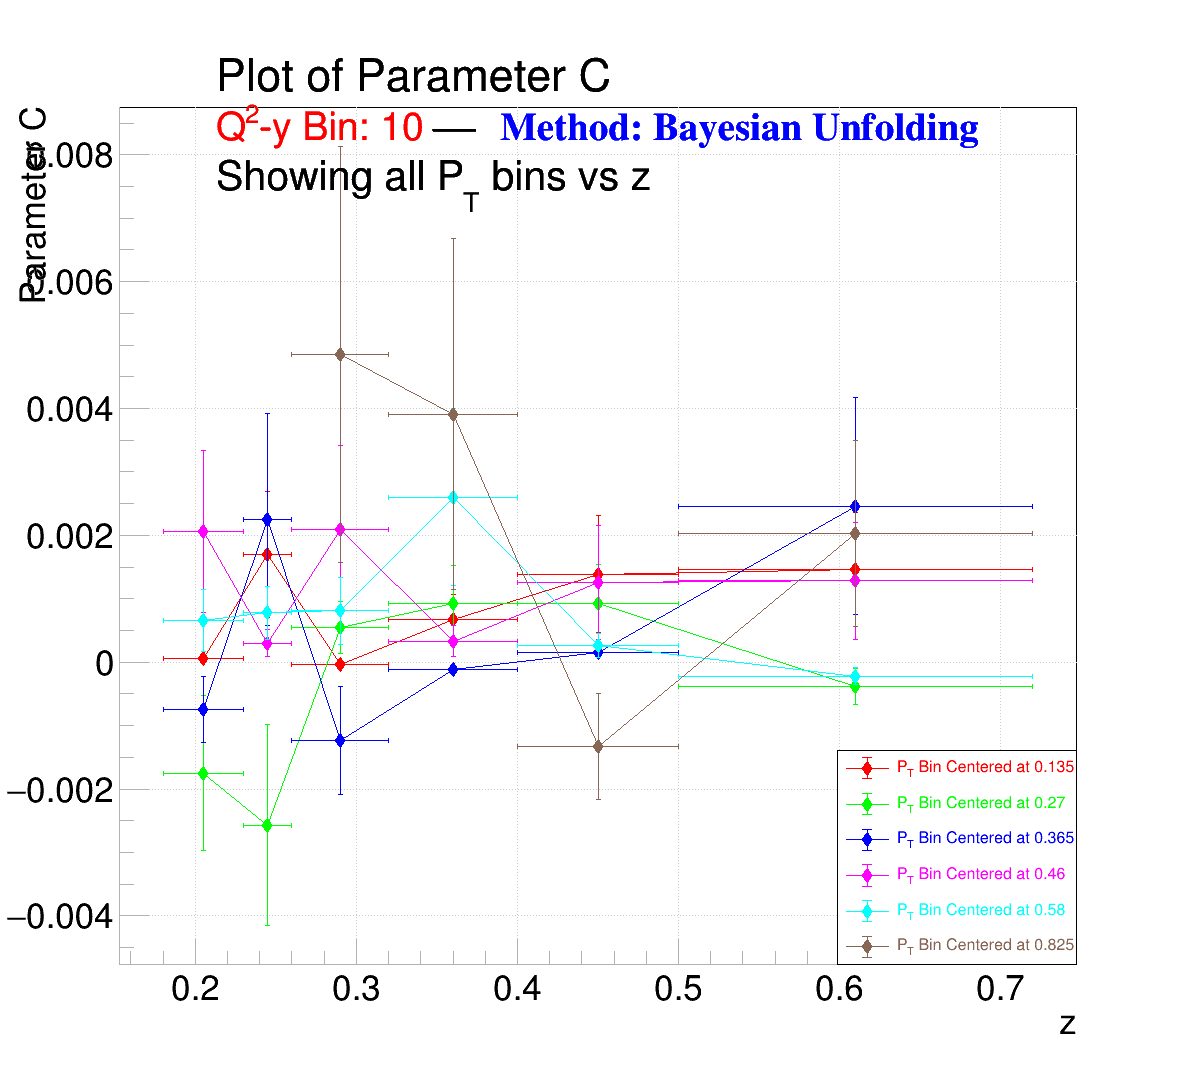 Plot of Parameter C
Q2-y Bin: 10 — Method: Bayesian Unfolding
Showing all PT bins vs z
Parameter C
0.008
0.006
0.004
0.002
0
−0.002
−0.004
PT Bin Centered at 0.135
PT Bin Centered at 0.27
PT Bin Centered at 0.365
PT Bin Centered at 0.46
PT Bin Centered at 0.58
PT Bin Centered at 0.825
0.2 0.3 0.4 0.5 0.6 0.7
z